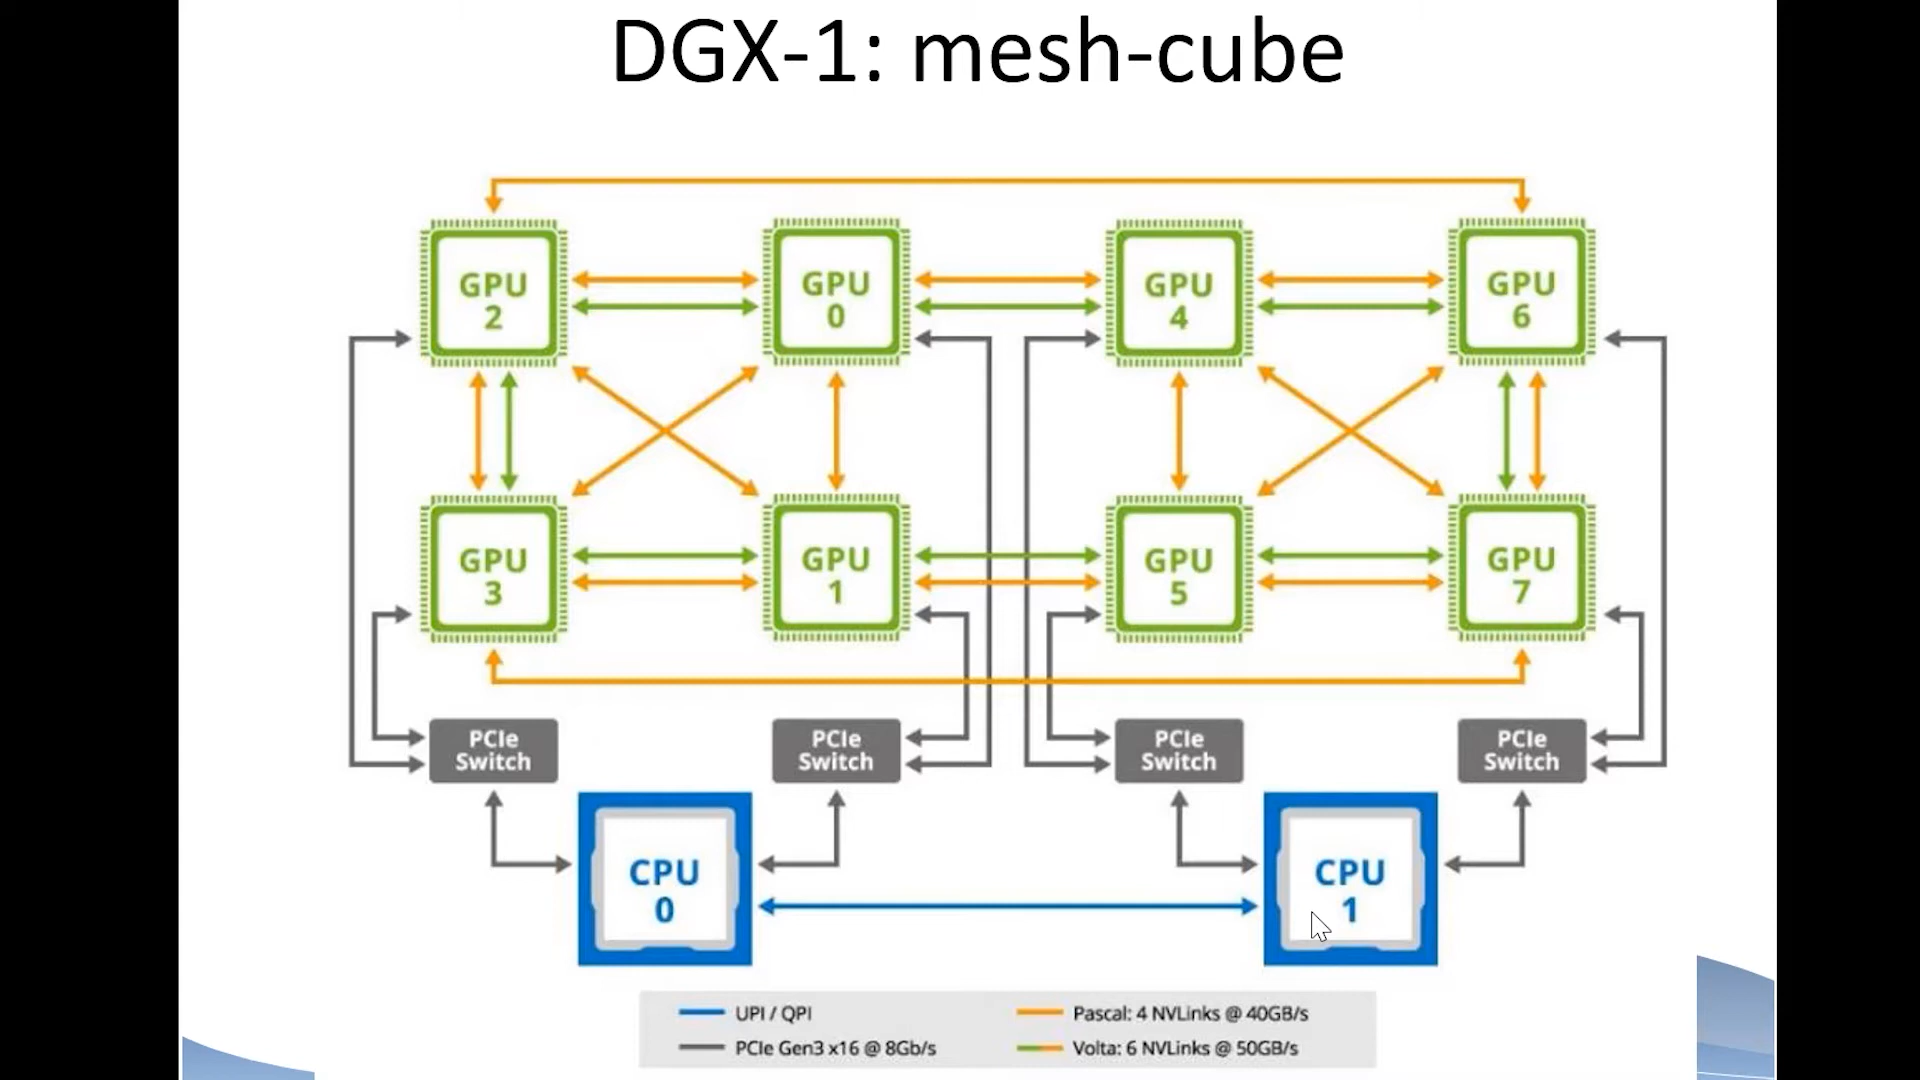 DGX-1: mesh-cube
GPU
2
GPU
0
GPU
4
GPU
6
GPU
3
GPU
1
GPU
5
GPU
7
PCIe
Switch
PCIe
Switch
PCIe
Switch
PCIe
Switch
CPU
0
CPU
1
UPI / QPI
Pascal: 4 NVLinks @ 40GB/s
PCIe Gen3 x16 @ 8Gb/s
Volta: 6 NVLinks @ 50GB/s